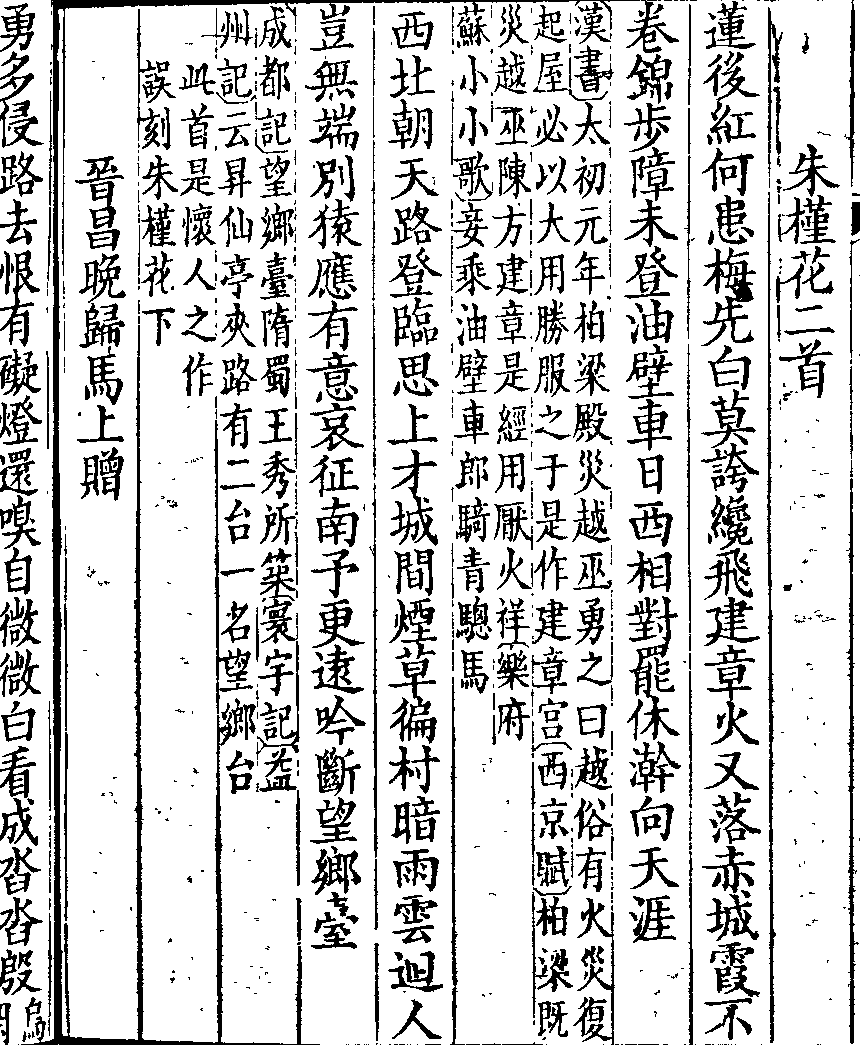 朱槿花二首
蓮後紅何患梅先白莫誇纔飛建章火又落赤城霞不
卷錦步障未登油壁車日西相對罷休澣向天涯
漢書太初元年柏梁殿災越巫勇之曰越俗有火災復
起屋必以大用勝服之于是作建章宮西京賦柏梁既
災越巫陳方建章是經用厭火祥樂府
蘇小小歌妾乘油壁車郎騎青驄馬
西北朝天路登臨思上才城間煙草徧村暗雨雲迴人
豈無端別猿應有意哀征南予更遠吟斷望鄉臺
成都記望鄉臺隋蜀王秀所築寰宇記益
州記云昇仙亭夾路有二台一名望鄉台
此首是懷人之作
誤刻朱槿花下
晉昌晚歸馬上贈
勇多侵路去恨有礙燈還嗅自微微白看成沓沓殷